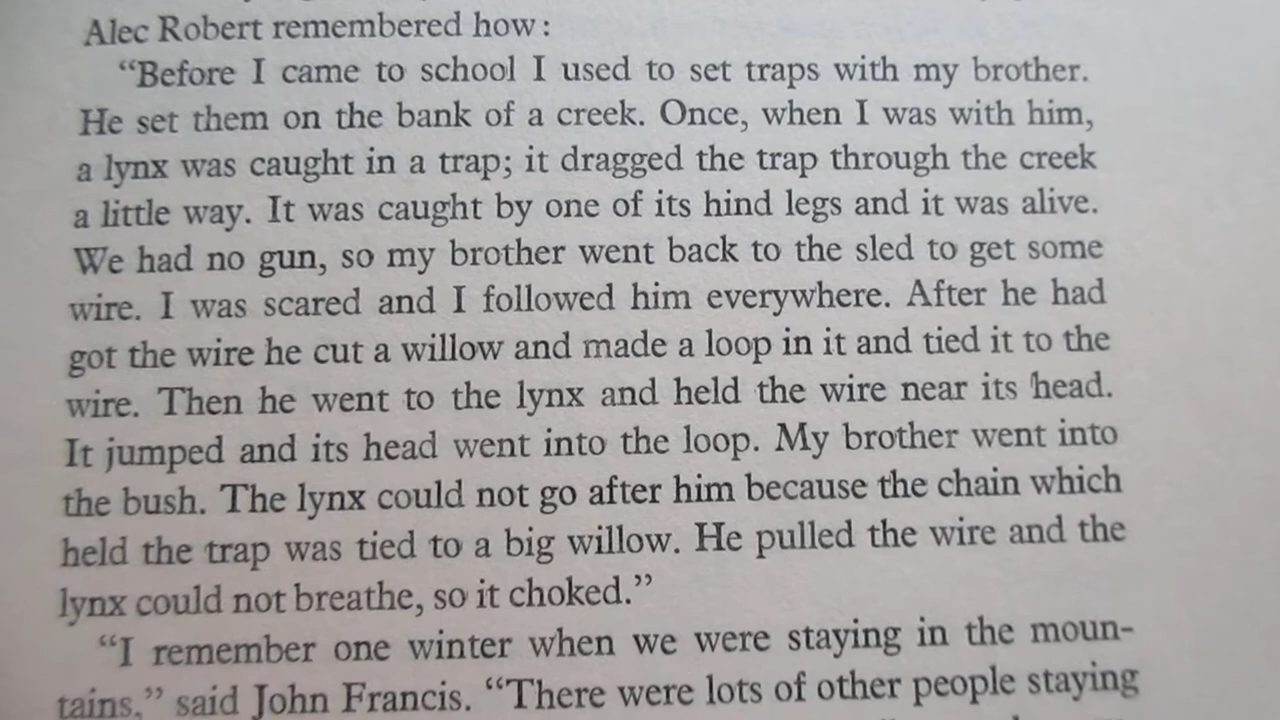 Alec Robert remembered how:
“Before I came to school I used to set traps with my brother.
He set them on the bank of a creek. Once, when I was with him,
a lynx was caught in a trap; it dragged the trap through the creek
a little way. It was caught by one of its hind legs and it was alive.
We had no gun, so my brother went back to the sled to get some
wire. I was scared and I followed him everywhere. After he had
got the wire he cut a willow and made a loop in it and tied it to the
wire. Then he went to the lynx and held the wire near its head.
It jumped and its head went into the loop. My brother went into
the bush. The lynx could not go after him because the chain which
held the trap was tied to a big willow. He pulled the wire and the
lynx could not breathe, so it choked.”
“I remember one winter when we were staying in the moun-
tains,” said John Francis. “There were lots of other people staying